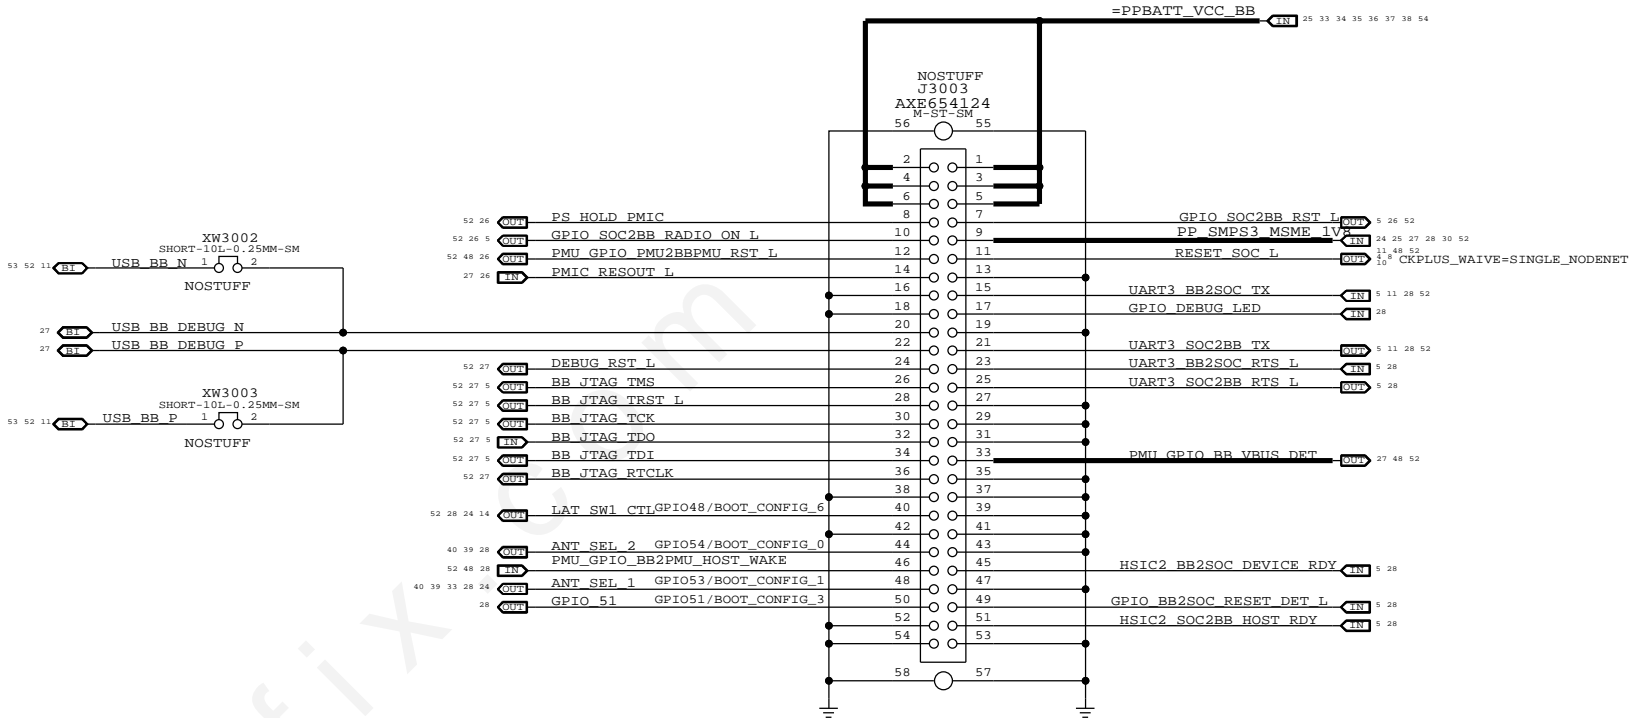 =PPBATT_VCC_BB
IN 25 33 34 35 36 37 38 54
NOSTUFF
J3003
AXE654124
M-ST-SM
56 55
2 1
4 3
6 5
52 26 OUT PS_HOLD_PMIC 8 7 GPIO_SOC2BB_RST_L OUT 5 26 52
52 26 5 OUT GPIO_SOC2BB_RADIO_ON_L 10 9 PP_SMPS3_MSME_1V8 IN 24 25 27 28 30 52
52 48 26 OUT PMU_GPIO_PMU2BBPMU_RST_L 12 11 RESET_SOC_L OUT 4 8 10 11 48 52 CKPLUS_WAIVE=SINGLE_NODENET
27 26 IN PMIC_RESOUT_L 14 13
16 15 UART3_BB2SOC_TX IN 5 11 28 52
18 17 GPIO_DEBUG_LED IN 28
XW3002
SHORT-10L-0.25MM-SM
53 52 11 BI USB_BB_N 1 2
NOSTUFF
27 BI USB_BB_DEBUG_N 20 19
27 BI USB_BB_DEBUG_P 22 21 UART3_SOC2BB_TX OUT 5 11 28 52
52 27 OUT DEBUG_RST_L 24 23 UART3_BB2SOC_RTS_L IN 5 28
52 27 5 OUT BB_JTAG_TMS 26 25 UART3_SOC2BB_RTS_L OUT 5 28
XW3003
SHORT-10L-0.25MM-SM
53 52 11 BI USB_BB_P 1 2
NOSTUFF
52 27 5 OUT BB_JTAG_TRST_L 28 27
52 27 5 OUT BB_JTAG_TCK 30 29
52 27 5 IN BB_JTAG_TDO 32 31
52 27 5 OUT BB_JTAG_TDI 34 33 PMU_GPIO_BB_VBUS_DET OUT 27 48 52
52 27 OUT BB_JTAG_RTCLK 36 35
38 37
52 28 24 14 OUT LAT_SW1_CTL GPIO48/BOOT_CONFIG_6 40 39
42 41
40 39 28 OUT ANT_SEL_2 GPIO54/BOOT_CONFIG_0 44 43
52 48 28 IN PMU_GPIO_BB2PMU_HOST_WAKE 46 45 HSIC2_BB2SOC_DEVICE_RDY IN 5 28
40 39 33 28 24 OUT ANT_SEL_1 GPIO53/BOOT_CONFIG_1 48 47
28 OUT GPIO_51 GPIO51/BOOT_CONFIG_3 50 49 GPIO_BB2SOC_RESET_DET_L IN 5 28
52 51 HSIC2_SOC2BB_HOST_RDY IN 5 28
54 53
58 57
fix.com